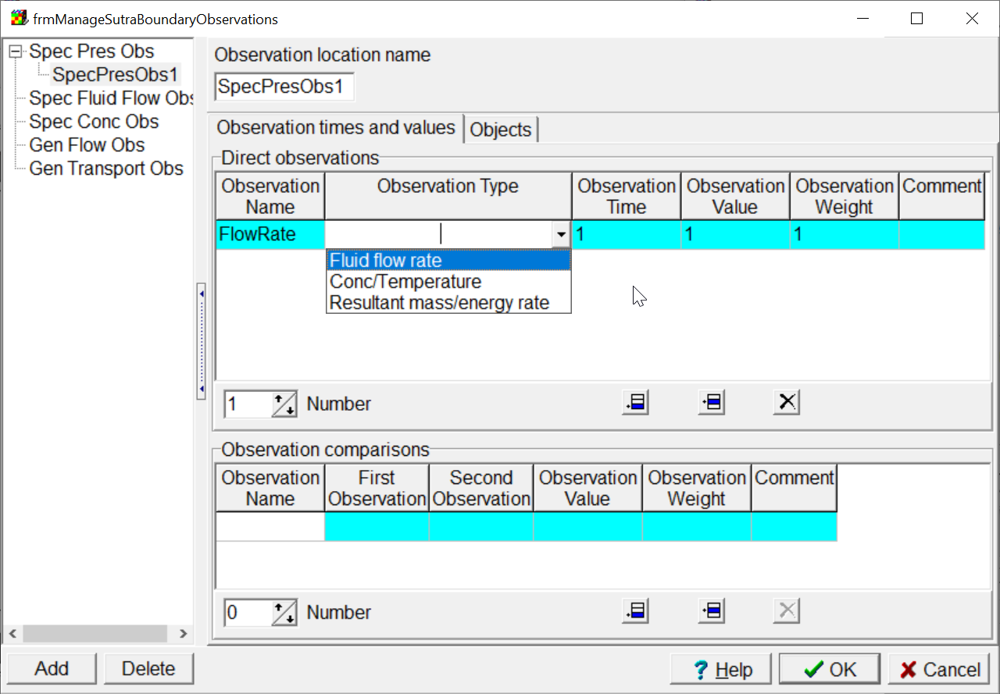 frmManageSutraBoundaryObservations
Spec Pres Obs
SpecPresObs1
Spec Fluid Flow Obs
Spec Conc Obs
Gen Flow Obs
Gen Transport Obs
Observation location name
SpecPresObs1
Observation times and values
Objects
Direct observations
Observation Name
Observation Type
Observation Time
Observation Value
Observation Weight
Comment
FlowRate
1
1
1
Fluid flow rate
Conc/Temperature
Resultant mass/energy rate
1
Number
Observation comparisons
Observation Name
First Observation
Second Observation
Observation Value
Observation Weight
Comment
0
Number
Add
Delete
? Help
OK
Cancel